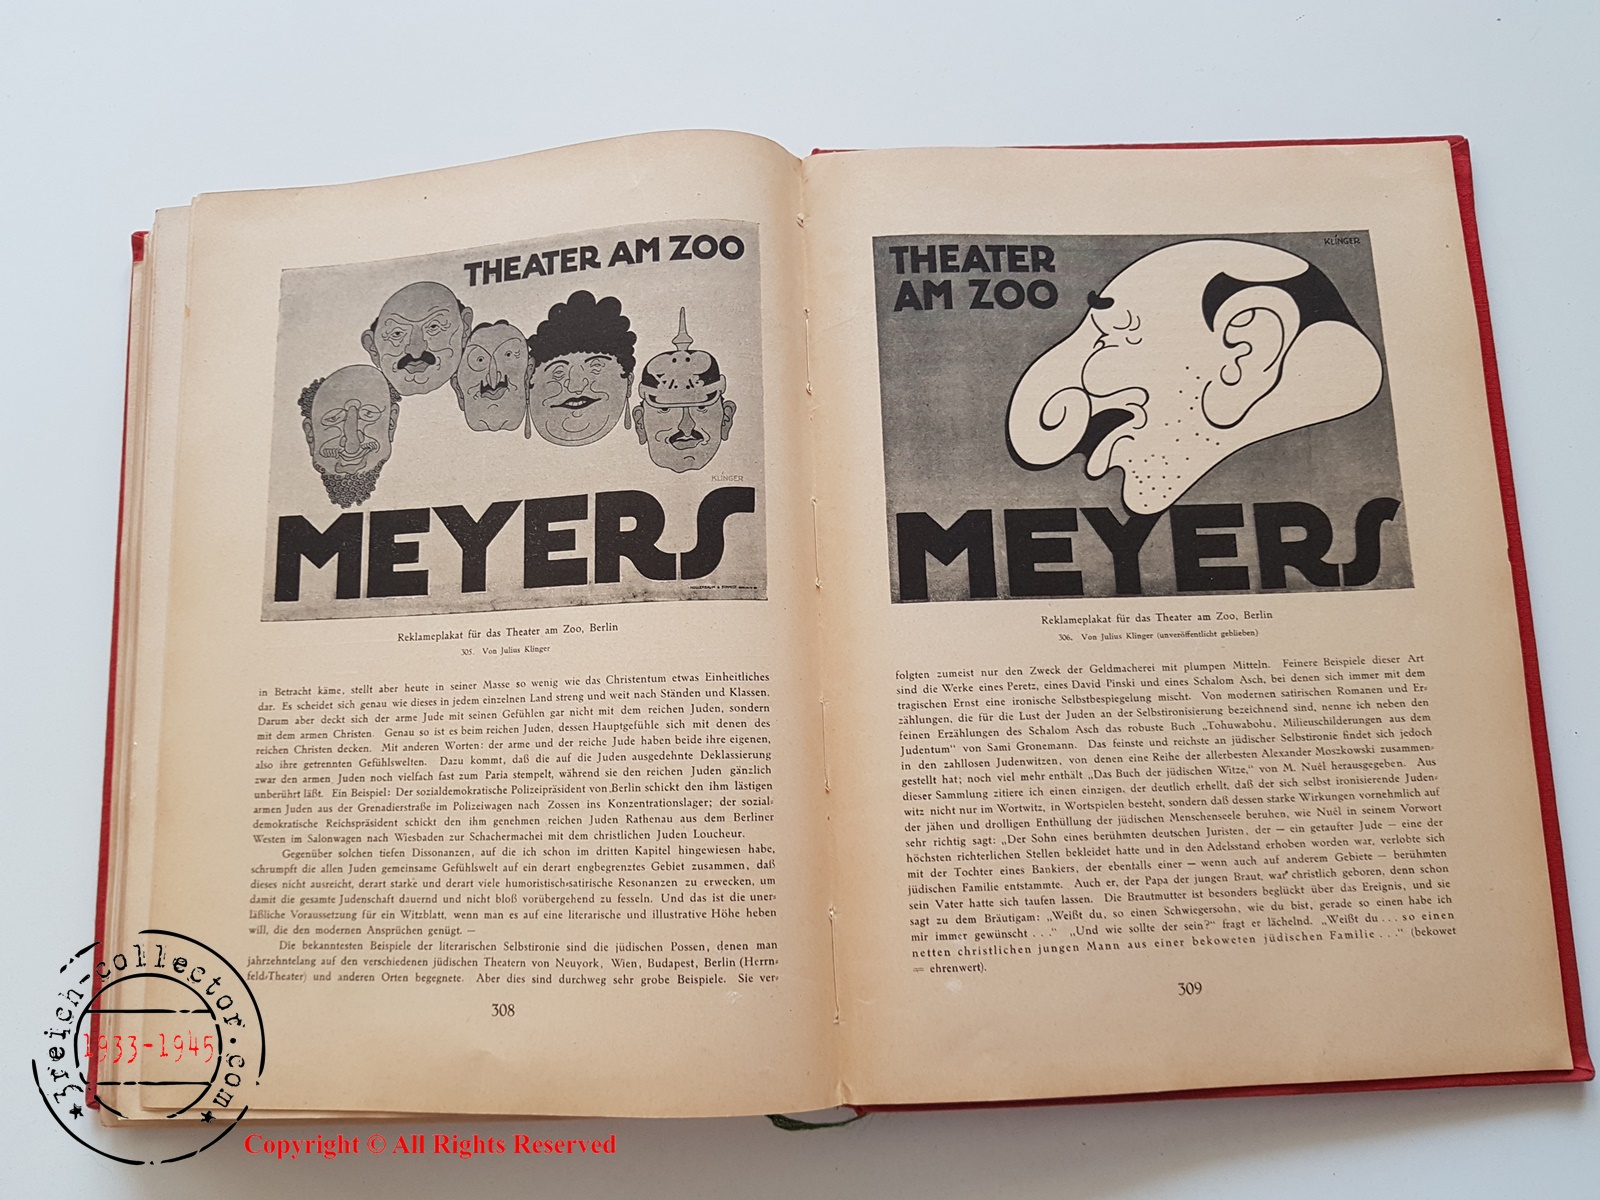 THEATER AM ZOO
KLINGER
MEYERS
Reklameplakat für das Theater am Zoo, Berlin
305. Von Julius Klinger
in Betracht käme, stellt aber heute in seiner Masse so wenig wie das Christentum etwas Einheitliches
dar. Es scheidet sich genau wie dieses in jedem einzelnen Land streng und weit nach Ständen und Klassen.
Darum aber deckt sich der arme Jude mit seinen Gefühlen gar nicht mit dem reichen Juden, sondern
mit dem armen Christen. Genau so ist es beim reichen Juden, dessen Hauptgefühle sich mit denen des
reichen Christen decken. Mit anderen Worten: der arme und der reiche Jude haben beide ihre eigenen,
also ihre getrennten Gefühlswelten. Dazu kommt, daß die auf die Juden ausgedehnte Deklassierung
zwar den armen Juden noch vielfach fast zum Paria stempelt, während sie den reichen Juden gänzlich
unberührt läßt. Ein Beispiel: Der sozialdemokratische Polizeipräsident von Berlin schickt den ihm lästigen
armen Juden aus der Grenadierstraße im Polizeiwagen nach Zossen ins Konzentrationslager; der sozial-
demokratische Reichspräsident schickt den ihm genehmen reichen Juden Rathenau aus dem Berliner
Westen im Salonwagen nach Wiesbaden zur Schachermachei mit dem christlichen Juden Loucheur.
Gegenüber solchen tiefen Dissonanzen, auf die ich schon im dritten Kapitel hingewiesen habe,
schrumpft die allen Juden gemeinsame Gefühlswelt auf ein derart engbegrenztes Gebiet zusammen, daß
dieses nicht ausreicht, derart starke und derart viele humoristisch-satirische Resonanzen zu erwecken, um
damit die gesamte Judenschaft dauernd und nicht bloß vorübergehend zu fesseln. Und das ist die uner-
läßliche Voraussetzung für ein Witzblatt, wenn man es auf eine literarische und illustrative Höhe heben
will, die den modernen Ansprüchen genügt. —
Die bekanntesten Beispiele der literarischen Selbstironie sind die jüdischen Possen, denen man
jahrzehntelang auf den verschiedenen jüdischen Theatern von Neuyork, Wien, Budapest, Berlin (Herrn-
feld-Theater) und anderen Orten begegnete. Aber dies sind durchweg sehr grobe Beispiele. Sie ver-
308
THEATER
AM ZOO
KLINGER
MEYERS
Reklameplakat für das Theater am Zoo, Berlin
306. Von Julius Klinger (unveröffentlicht geblieben)
folgten zumeist nur den Zweck der Geldmacherei mit plumpen Mitteln. Feinere Beispiele dieser Art
sind die Werke eines Peretz, eines David Pinski und eines Schalom Asch, bei denen sich immer mit dem
tragischen Ernst eine ironische Selbstbespiegelung mischt. Von modernen satirischen Romanen und Er-
zählungen, die für die Lust der Juden an der Selbstironisierung bezeichnend sind, nenne ich neben den
feinen Erzählungen des Schalom Asch das robuste Buch „Tohuwabohu, Milieuschilderungen aus dem
Judentum“ von Sami Gronemann. Das feinste und reichste an jüdischer Selbstironie findet sich jedoch
in den zahllosen Judenwitzen, von denen eine Reihe der allerbesten Alexander Moszkowski zusammen-
gestellt hat; noch viel mehr enthält „Das Buch der jüdischen Witze,“ von M. Nuél herausgegeben. Aus
dieser Sammlung zitiere ich einen einzigen, der deutlich erhellt, daß der sich selbst ironisierende Juden-
witz nicht nur im Wortwitz, in Wortspielen besteht, sondern daß dessen starke Wirkungen vornehmlich auf
der jähen und drolligen Enthüllung der jüdischen Menschenseele beruhen, wie Nuél in seinem Vorwort
sehr richtig sagt: „Der Sohn eines berühmten deutschen Juristen, der — ein getaufter Jude — eine der
höchsten richterlichen Stellen bekleidet hatte und in den Adelsstand erhoben worden war, verlobte sich
mit der Tochter eines Bankiers, der ebenfalls einer — wenn auch auf anderem Gebiete — berühmten
jüdischen Familie entstammte. Auch er, der Papa der jungen Braut, war christlich geboren, denn schon
sein Vater hatte sich taufen lassen. Die Brautmutter ist besonders beglückt über das Ereignis, und sie
sagt zu dem Bräutigam: „Weißt du, so einen Schwiegersohn, wie du bist, gerade so einen habe ich
mir immer gewünscht . . .“ „Und wie sollte der sein?“ fragt er lächelnd. „Weißt du . . . so einen
netten christlichen jungen Mann aus einer bekoweten jüdischen Familie . . .“ (bekowet
= ehrenwert).
309
3reich-collector.com
1933-1945
Copyright © All Rights Reserved